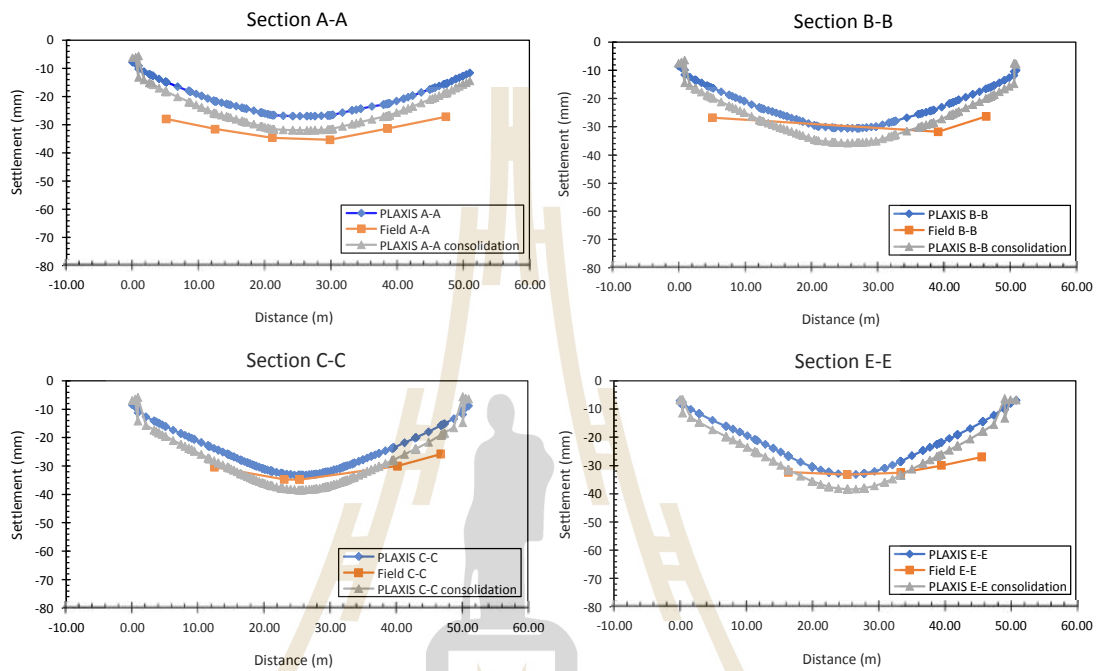 Section A-A
0
-10
-20
-30
-40
-50
-60
-70
-80
-10.00 0.00 10.00 20.00 30.00 40.00 50.00 60.00
Settlement (mm)
Distance (m)
PLAXIS A-A
Field A-A
PLAXIS A-A consolidation
Section B-B
0
-10
-20
-30
-40
-50
-60
-70
-80
-10.00 0.00 10.00 20.00 30.00 40.00 50.00 60.00
Settlement (mm)
Distance (m)
PLAXIS B-B
Field B-B
PLAXIS B-B consolidation
Section C-C
0
-10
-20
-30
-40
-50
-60
-70
-80
-10.00 0.00 10.00 20.00 30.00 40.00 50.00 60.00
Settlement (mm)
Distance (m)
PLAXIS C-C
Field C-C
PLAXIS C-C consolidation
Section E-E
0
-10
-20
-30
-40
-50
-60
-70
-80
-10.00 0.00 10.00 20.00 30.00 40.00 50.00 60.00
Settlement (mm)
Distance (m)
PLAXIS E-E
Field E-E
PLAXIS E-E consolidation